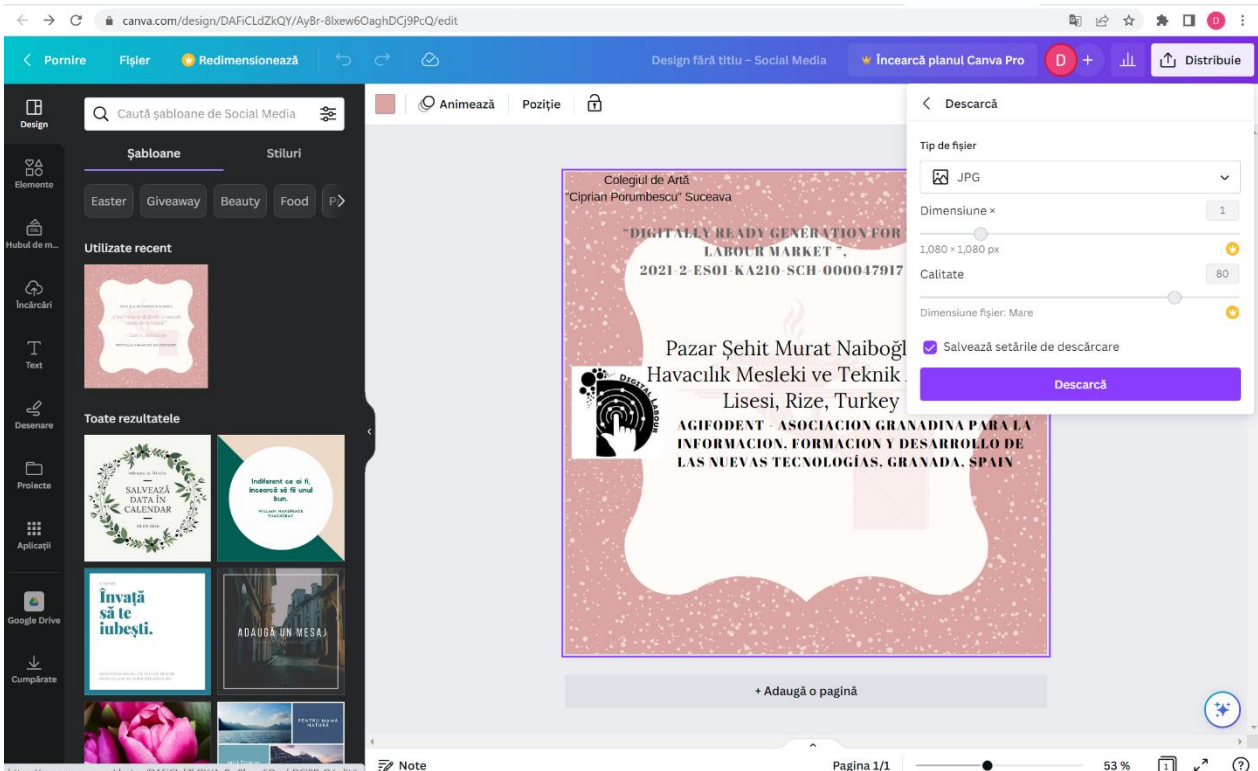 canva.com/design/DAFiCLdZkQY/AyBr-8lxew6OaghDCj9PcQ/edit
D
Pornire
Fișier
Redimensionează
Design fără titlu – Social Media
Încearcă planul Canva Pro
D
+
Distribuie
Design
Elemente
Hubul de m...
Încărcări
Text
Desenare
Proiecte
Aplicații
Google Drive
Cumpărate
Caută șabloane de Social Media
Șabloane
Stiluri
Easter
Giveaway
Beauty
Food
Utilizate recent
Toate rezultatele
SALVEAZĂ
DATA ÎN
CALENDAR
Indiferent ce ai fi,
încearcă să fii unul
bun.
WILLIAM MAKEPEACE
THACKERAY
Învață
să te
iubești.
ADAUGĂ UN MESAJ
PENTRU MAMA
NATURĂ
Animează
Poziție
Colegiul de Artă
"Ciprian Porumbescu" Suceava
"DIGITALLY READY GENERATION FOR
LABOUR MARKET ",
2021-2-ES01-KA210-SCH-000047917
Pazar Şehit Murat Naiboğl
Havacılık Mesleki ve Teknik
Lisesi, Rize, Turkey
DIGITAL LABOUR
AGIFODENT - ASOCIACION GRANADINA PARA LA
INFORMACION. FORMACION Y DESARROLLO DE
LAS NUEVAS TECNOLOGÍAS, GRANADA, SPAIN
+ Adaugă o pagină
Descarcă
Tip de fișier
JPG
Dimensiune ×
1
1,080 × 1,080 px
Calitate
80
Dimensiune fișier: Mare
Salvează setările de descărcare
Descarcă
Note
Pagina 1/1
53 %
1